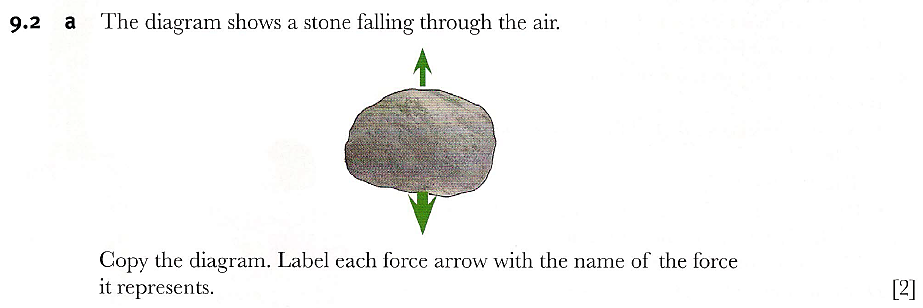 9.2 a The diagram shows a stone falling through the air.
Copy the diagram. Label each force arrow with the name of the force
it represents. [2]